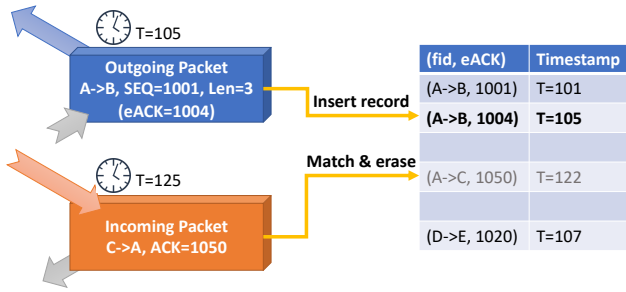 T=105
Outgoing Packet
A->B, SEQ=1001, Len=3
(eACK=1004)
Insert record
Match & erase
T=125
Incoming Packet
C->A, ACK=1050
(fid, eACK) Timestamp
(A->B, 1001) T=101
(A->B, 1004) T=105
(A->C, 1050) T=122
(D->E, 1020) T=107